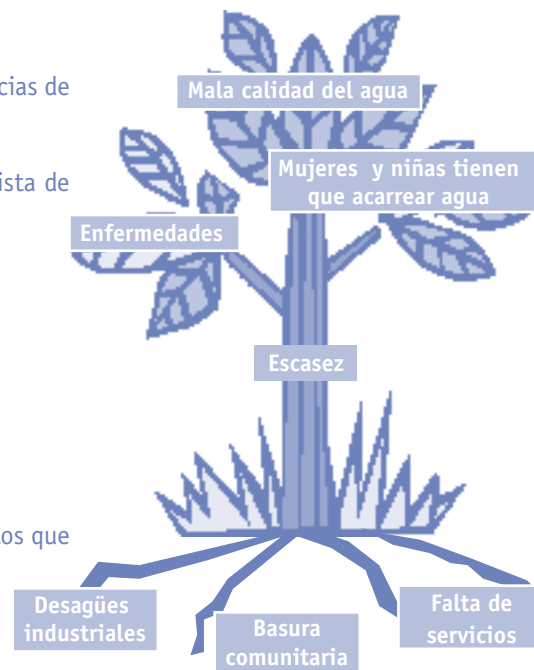 cias de
Mala calidad del agua
ista de
Mujeres y niñas tienen
que acarrear agua
Enfermedades
Escasez
os que
Desagües
industriales
Basura
comunitaria
Falta de
servicios